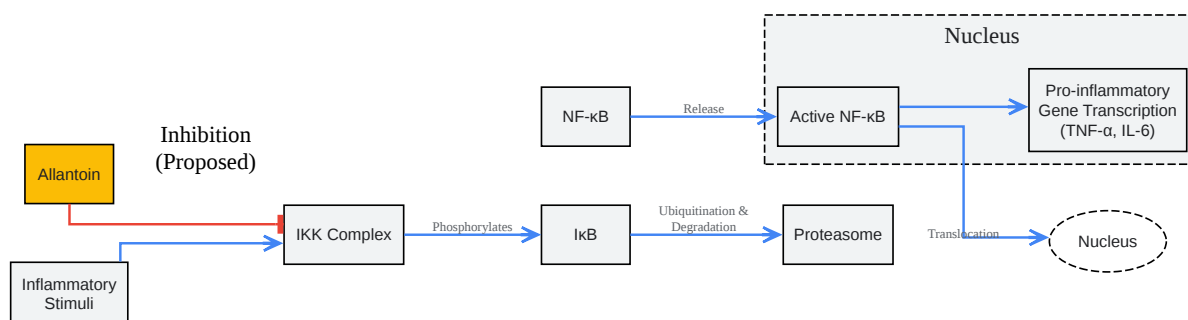 Nucleus
NF-κB
Release
Active NF-κB
Pro-inflammatory
Gene Transcription
(TNF-α, IL-6)
Inhibition
(Proposed)
Allantoin
IKK Complex
Phosphorylates
IκB
Ubiquitination &
Degradation
Proteasome
Translocation
Nucleus
Inflammatory
Stimuli